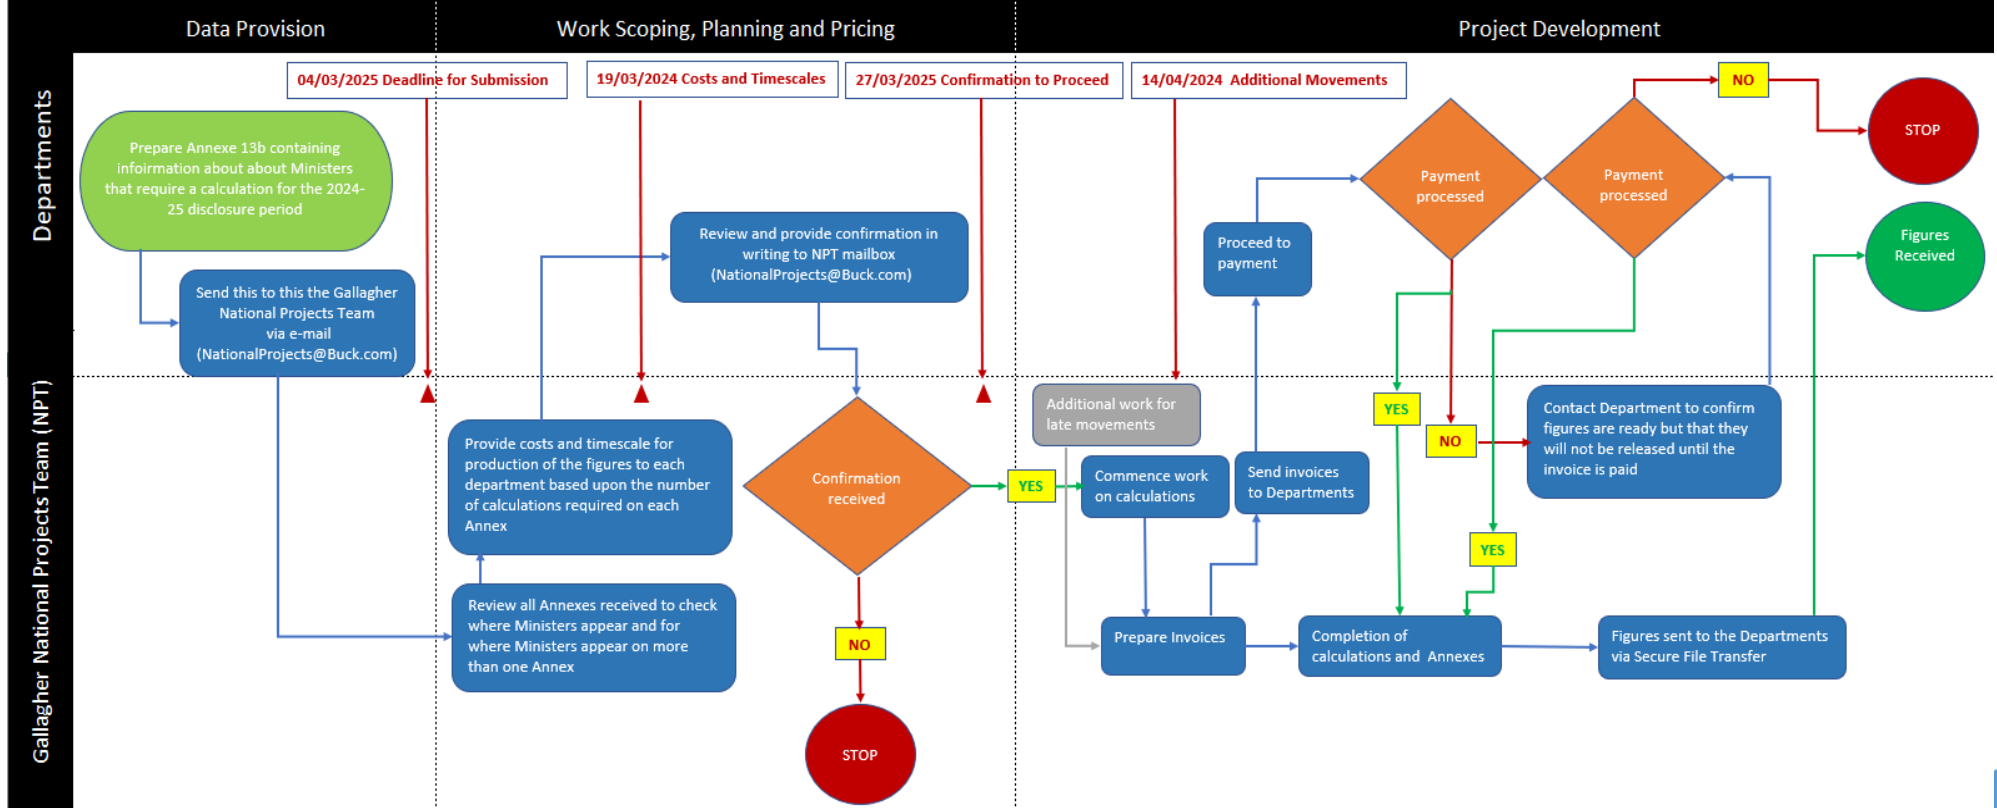 Data Provision
Work Scoping, Planning and Pricing
Project Development
Departments
Gallagher National Projects Team (NPT)
04/03/2025 Deadline for Submission
19/03/2024 Costs and Timescales
27/03/2025 Confirmation to Proceed
14/04/2024 Additional Movements
Prepare Annexe 13b containing
infoirmation about about Ministers
that require a calculation for the 2024-
25 disclosure period
Send this to this the Gallagher
National Projects Team
via e-mail
(NationalProjects@Buck.com)
Review and provide confirmation in
writing to NPT mailbox
(NationalProjects@Buck.com)
Provide costs and timescale for
production of the figures to each
department based upon the number
of calculations required on each
Annex
Review all Annexes received to check
where Ministers appear and for
where Ministers appear on more
than one Annex
Confirmation
received
YES
NO
STOP
Additional work for
late movements
Commence work
on calculations
Prepare Invoices
Send invoices
to Departments
Proceed to
payment
Payment
processed
YES
NO
Contact Department to confirm
figures are ready but that they
will not be released until the
invoice is paid
Payment
processed
NO
STOP
YES
Completion of
calculations and Annexes
Figures sent to the Departments
via Secure File Transfer
Figures
Received